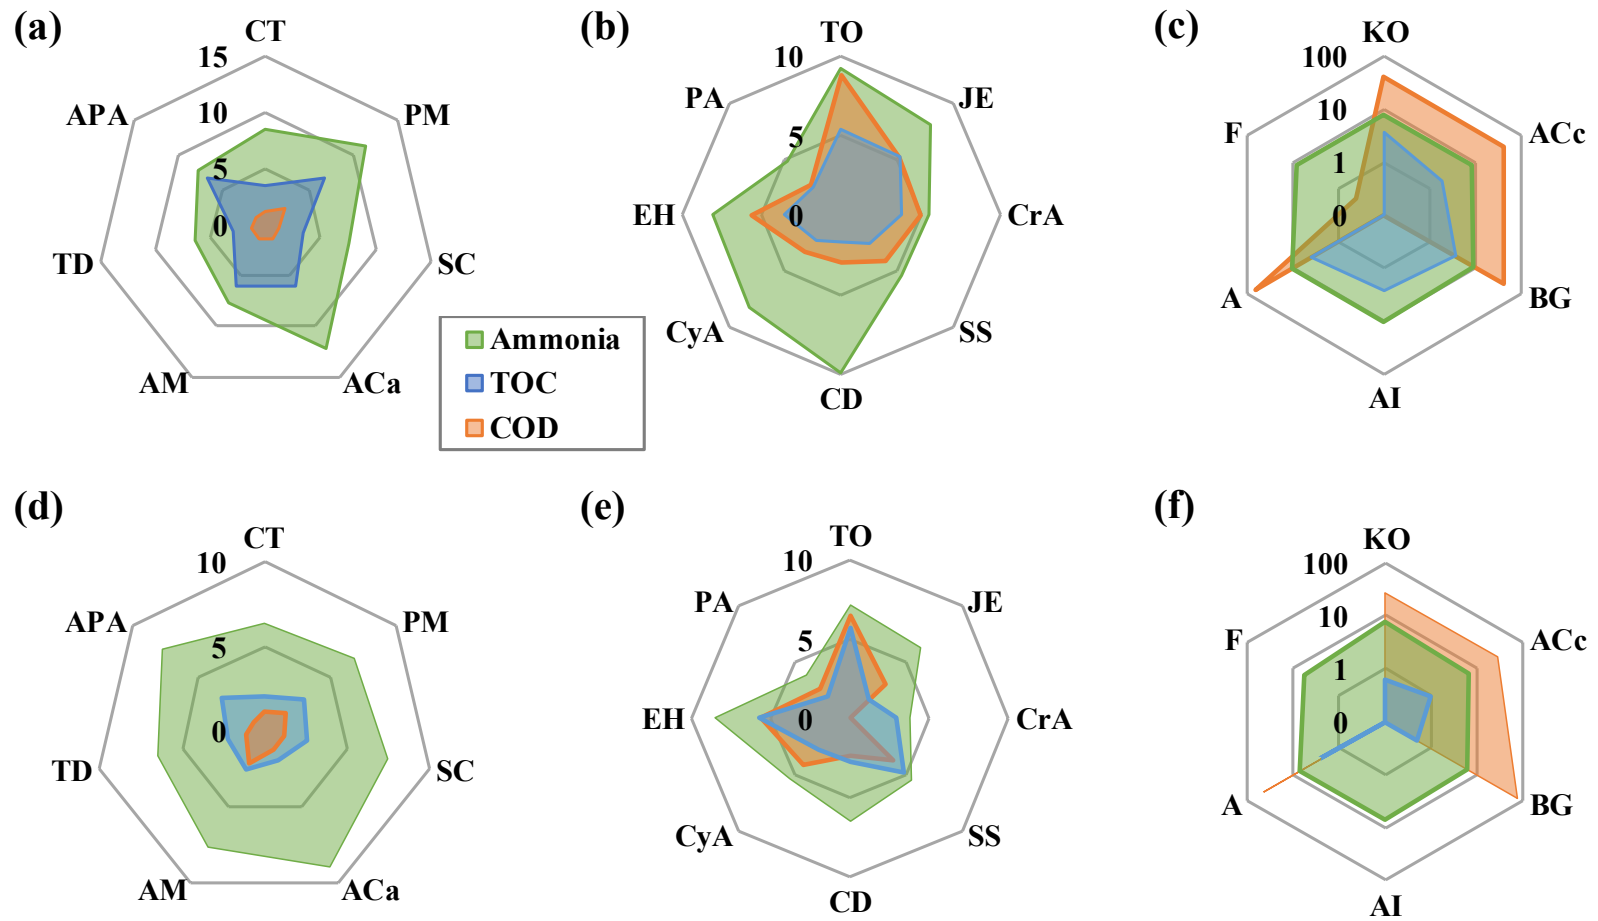 (a)
CT
15
APA
10
PM
5
0
TD
SC
AM
ACa
(b)
TO
10
PA
JE
5
EH
0
CrA
CyA
SS
CD
(c)
KO
100
F
10
ACc
1
0
A
BG
AI
Ammonia
TOC
COD
(d)
CT
10
APA
PM
5
0
TD
SC
AM
ACa
(e)
TO
10
PA
JE
5
EH
0
CrA
CyA
SS
CD
(f)
KO
100
F
10
ACc
1
0
A
BG
AI